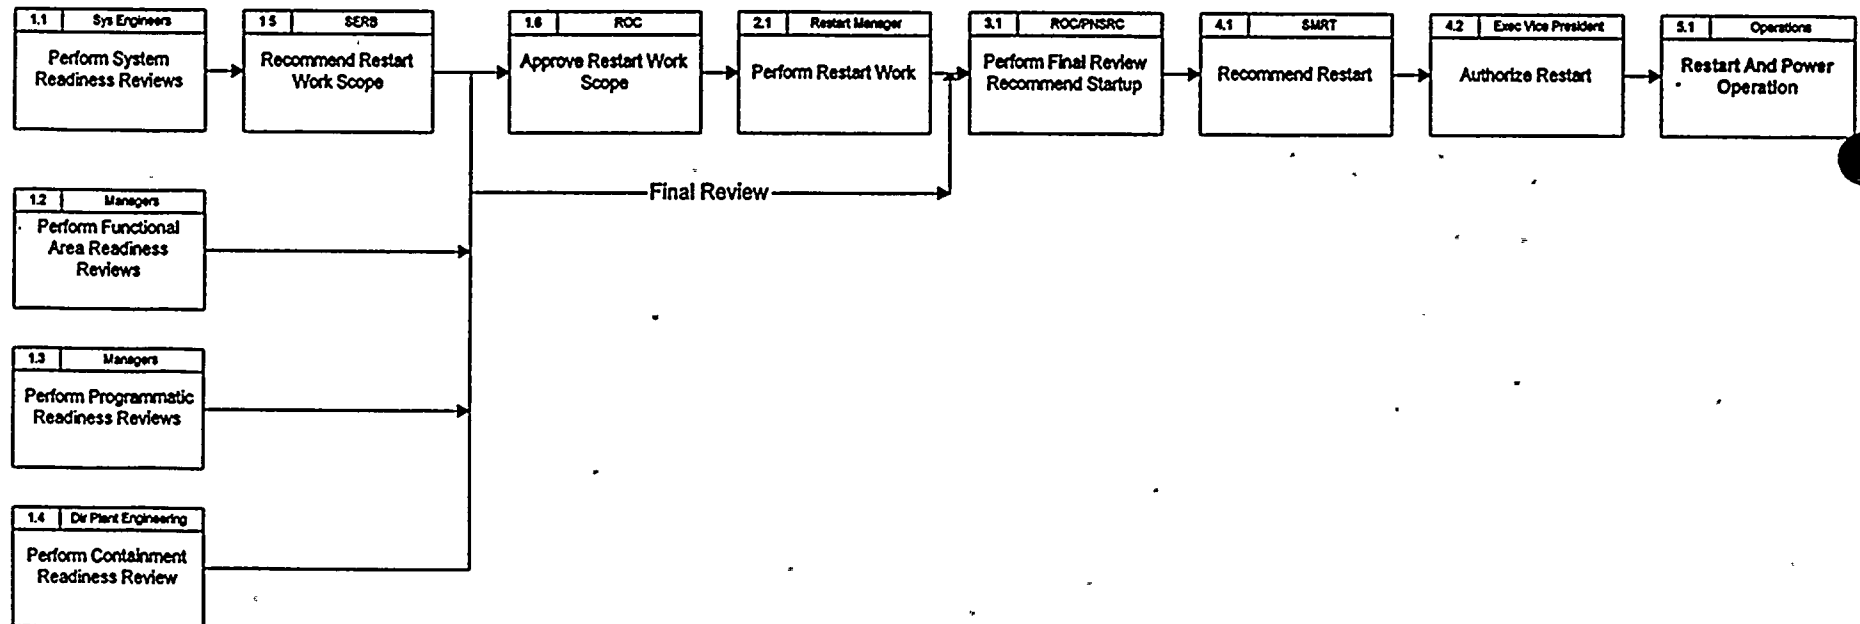 1.1 Sys Engineers
Perform System
Readiness Reviews
1.5 SERB
Recommend Restart
Work Scope
1.6 ROC
Approve Restart Work
Scope
2.1 Restart Manager
Perform Restart Work
3.1 ROC/PNSRC
Perform Final Review
Recommend Startup
4.1 SMRT
Recommend Restart
4.2 Exec Vice President
Authorize Restart
5.1 Operations
Restart And Power
Operation
Final Review
1.2 Managers
Perform Functional
Area Readiness
Reviews
1.3 Managers
Perform Programmatic
Readiness Reviews
1.4 Dir Plant Engineering
Perform Containment
Readiness Review